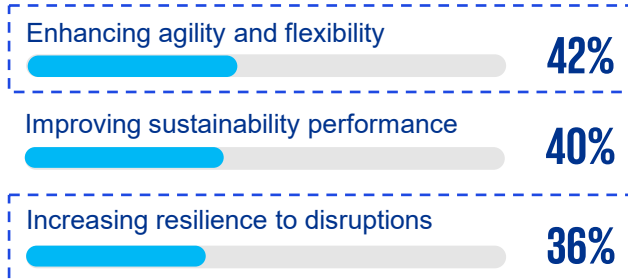 Enhancing agility and flexibility
42%
Improving sustainability performance
40%
Increasing resilience to disruptions
36%